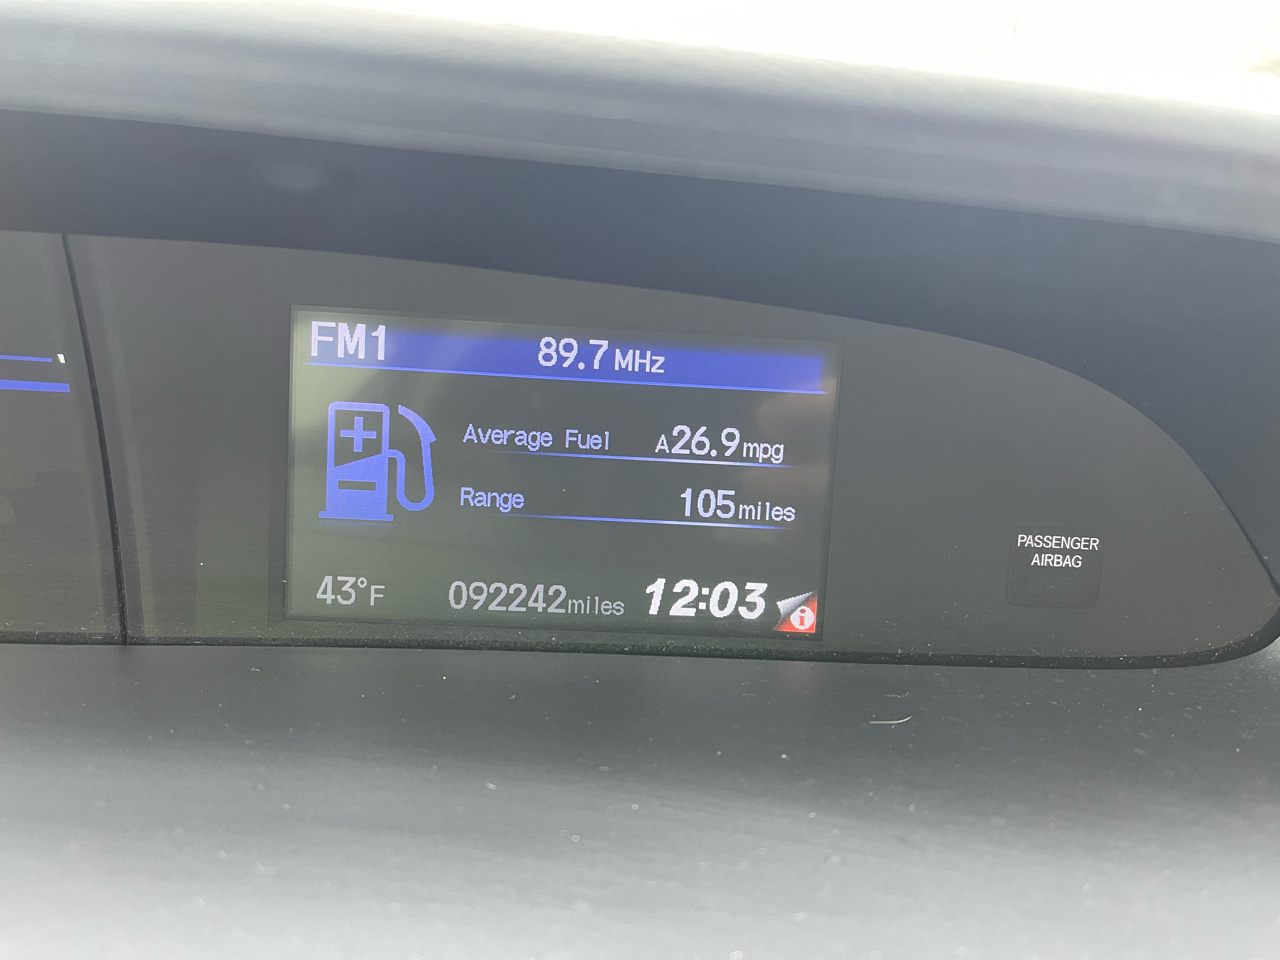 FM1 89.7 MHz
Average Fuel A26.9mpg
Range 105miles
43°F 092242miles 12:03 i
PASSENGER
AIRBAG